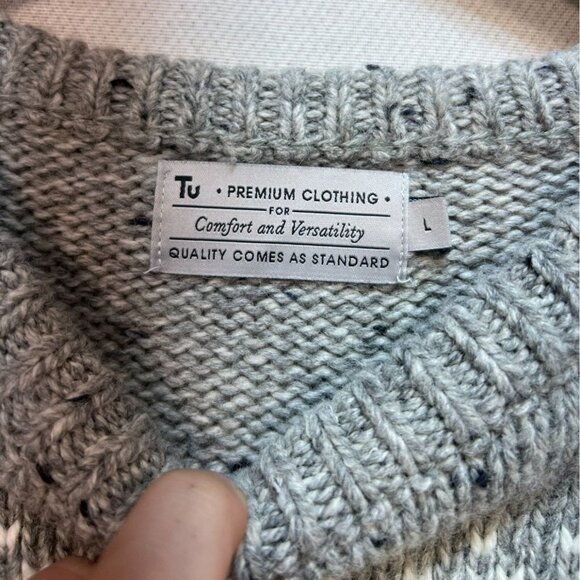 Tu • PREMIUM CLOTHING •
FOR
Comfort and Versatility
QUALITY COMES AS STANDARD
L